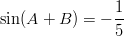 sin(A + B) = −1/5